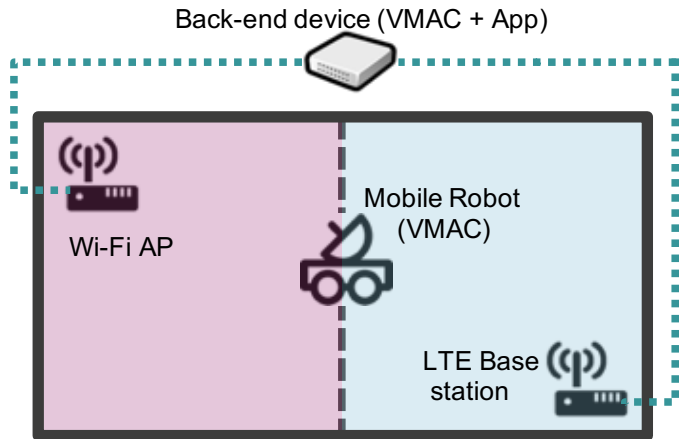 Back-end device (VMAC + App)
Wi-Fi AP
Mobile Robot
(VMAC)
LTE Base
station